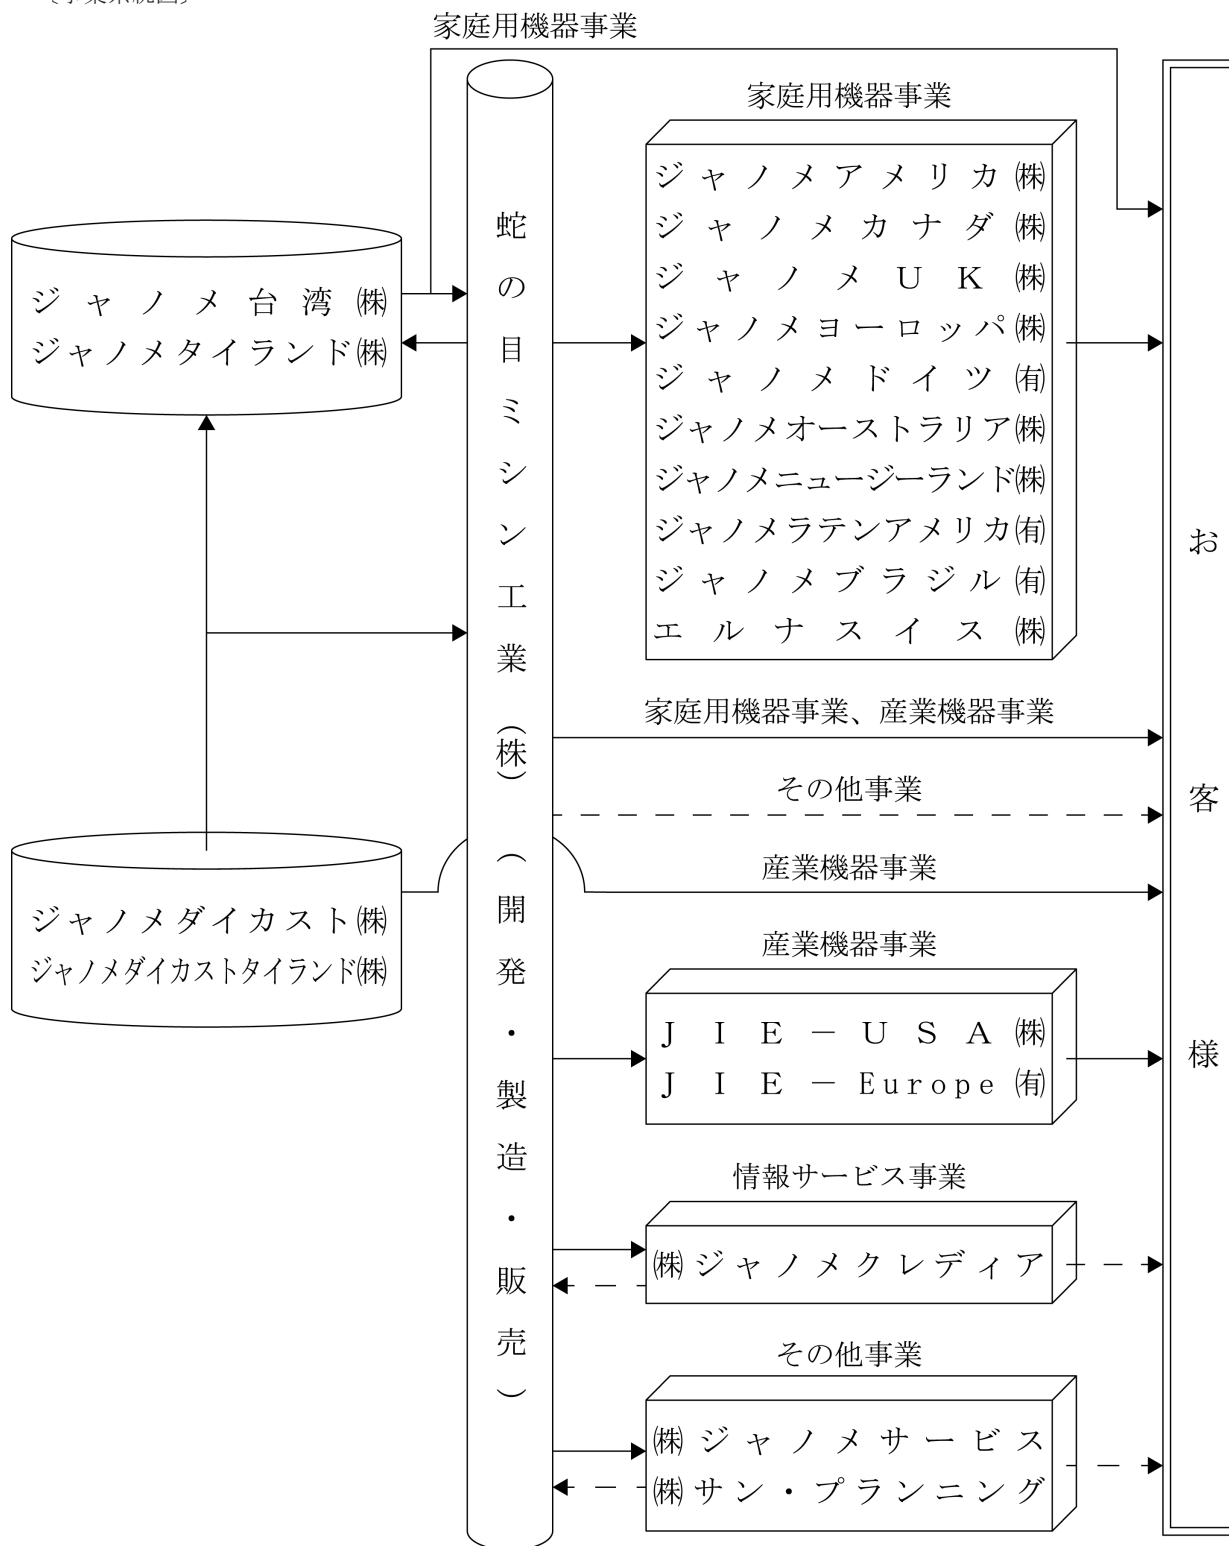 〔事業系統図〕
家庭用機器事業
家庭用機器事業
ジャノメアメリカ㈱
ジャノメカナダ㈱
ジャノメUK㈱
ジャノメヨーロッパ㈱
ジャノメドイツ㈲
ジャノメオーストラリア㈱
ジャノメニュージーランド㈱
ジャノメラテンアメリカ㈲
ジャノメブラジル㈲
エルナスイス㈱
ジャノメ台湾㈱
ジャノメタイランド㈱
蛇の目ミシン工業(株)(開発・製造・販売)
家庭用機器事業、産業機器事業
その他事業
産業機器事業
ジャノメダイカスト㈱
ジャノメダイカストタイランド㈱
産業機器事業
JIE-USA㈱
JIE-Europe㈲
情報サービス事業
㈱ジャノメクレディア
その他事業
㈱ジャノメサービス
㈱サン・プランニング
お客様